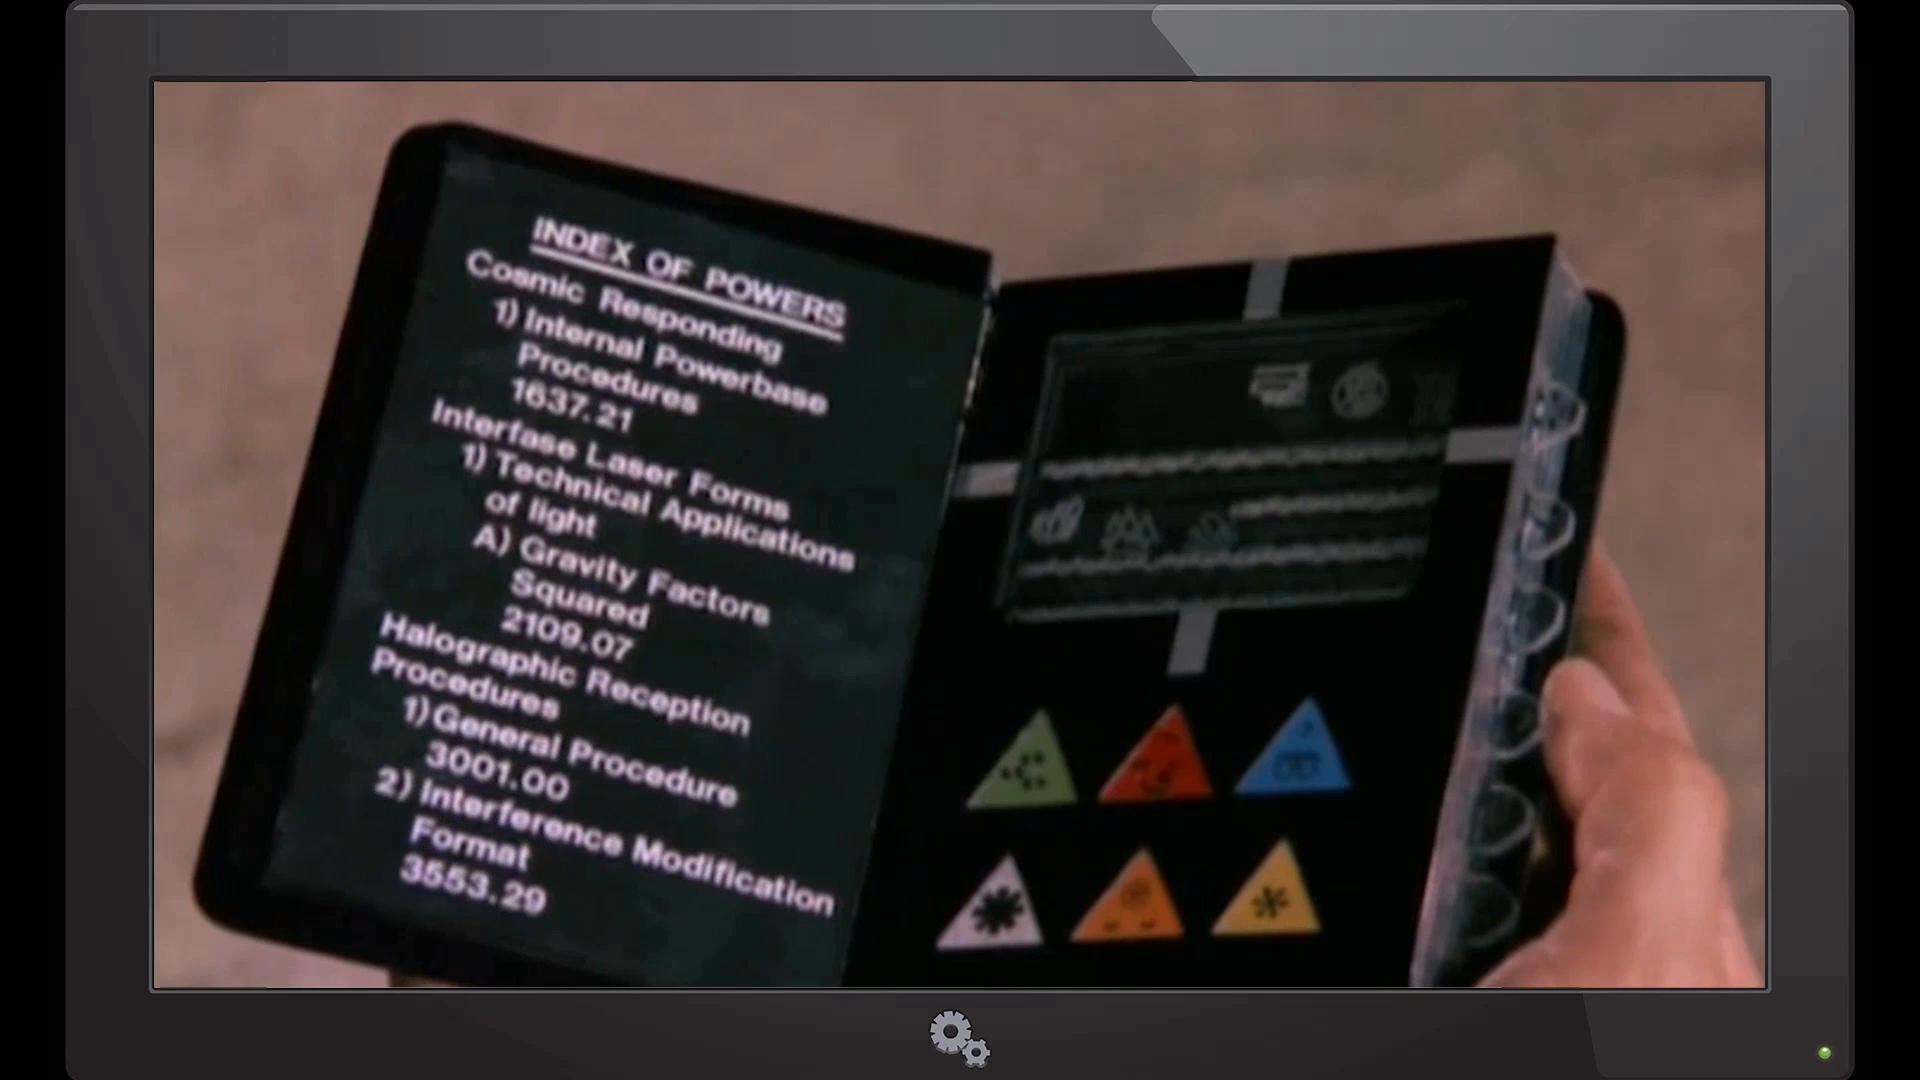 INDEX OF POWERS
Cosmic Responding
1) Internal Powerbase
Procedures
1637.21
Interfase Laser Forms
1) Technical Applications
of light
A) Gravity Factors
Squared
2109.07
Halographic Reception
Procedures
1) General Procedure
3001.00
2) Interference Modification
Format
3553.29